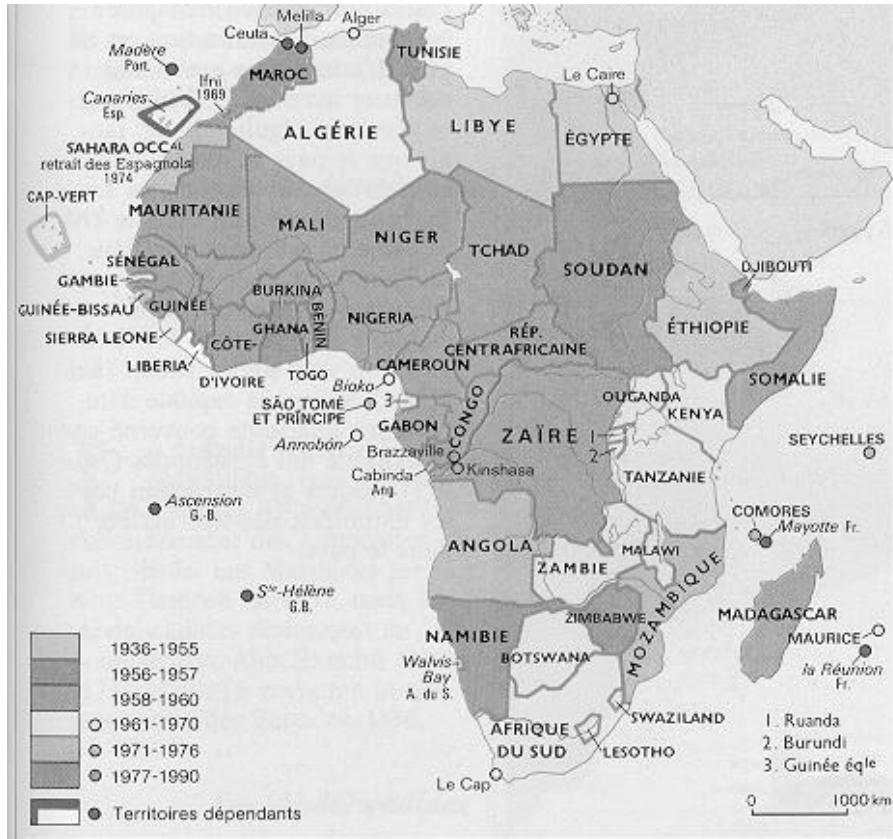 Melilla
Ceuta
Alger
Madère
Port.
TUNISIE
MAROC
Ifni
1969
Le Caire
Canaries
Esp.
ALGÉRIE
LIBYE
ÉGYPTE
SAHARA OCCAL
retrait des Espagnols
1974
CAP-VERT
MAURITANIE
MALI
NIGER
TCHAD
SOUDAN
SÉNÉGAL
DJIBOUTI
GAMBIE
BURKINA
GUINÉE-BISSAU
GUINÉE
BÉNIN
NIGERIA
ÉTHIOPIE
SIERRA LEONE
CÔTE-
D'IVOIRE
GHANA
RÉP.
CENTRAFRICAINE
LIBERIA
TOGO
CAMEROUN
SOMALIE
Bioko
3
OUGANDA
KENYA
SÃO TOMÉ
ET PRÍNCIPE
GABON
CONGO
ZAÏRE
1
2
SEYCHELLES
Annobón
Brazzaville
Cabinda
Ang.
Kinshasa
TANZANIE
Ascension
G.B.
COMORES
Mayotte Fr.
ANGOLA
MALAWI
ZAMBIE
Ste-Hélène
G.B.
MOZAMBIQUE
ZIMBABWE
MADAGASCAR
NAMIBIE
MAURICE
Walvis-
Bay
A. du S.
BOTSWANA
la Réunion
Fr.
SWAZILAND
AFRIQUE
DU SUD
LESOTHO
Le Cap
1936-1955
1956-1957
1958-1960
1961-1970
1971-1976
1977-1990
Territoires dépendants
1. Ruanda
2. Burundi
3. Guinée éqle
0 1000 km